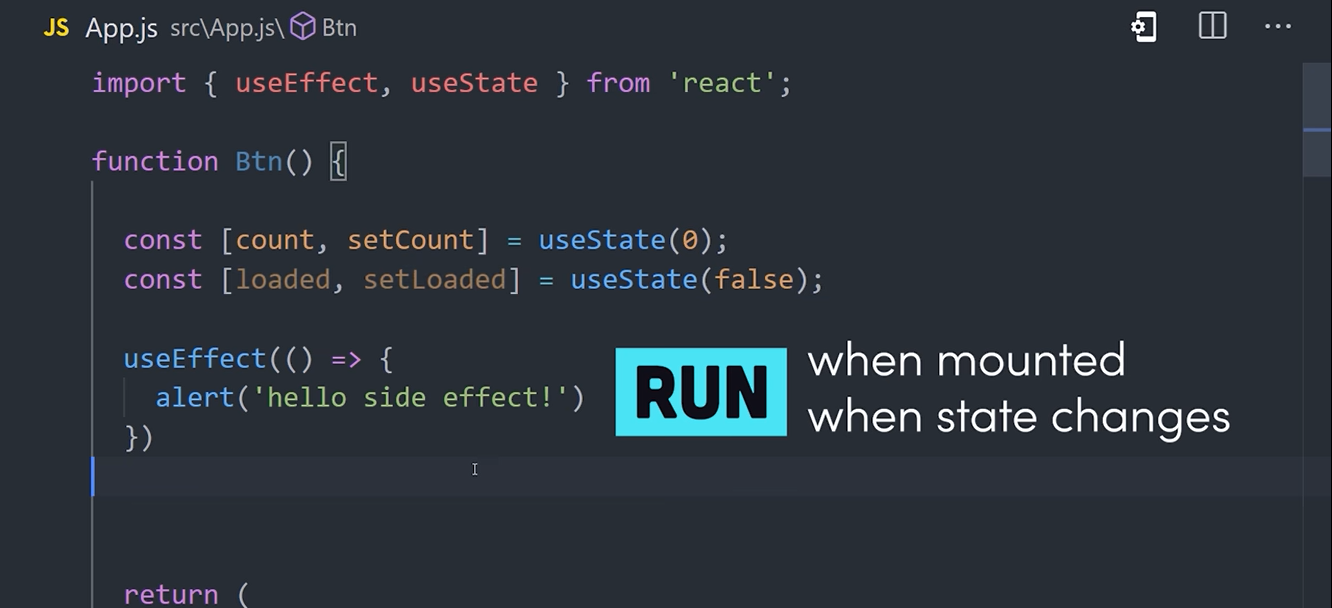 JS App.js src\App.js\ Btn
import { useEffect, useState } from 'react';
function Btn() {
const [count, setCount] = useState(0);
const [loaded, setLoaded] = useState(false);
useEffect(() => {
alert('hello side effect!')
})
RUN
when mounted
when state changes
return (